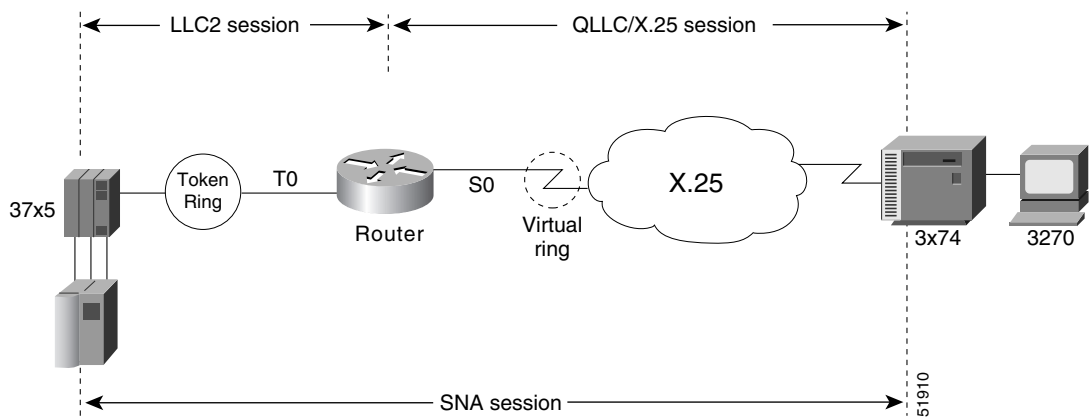 LLC2 session
QLLC/X.25 session
Token
Ring
T0
37x5
Router
S0
Virtual
ring
X.25
3x74
3270
SNA session
51910